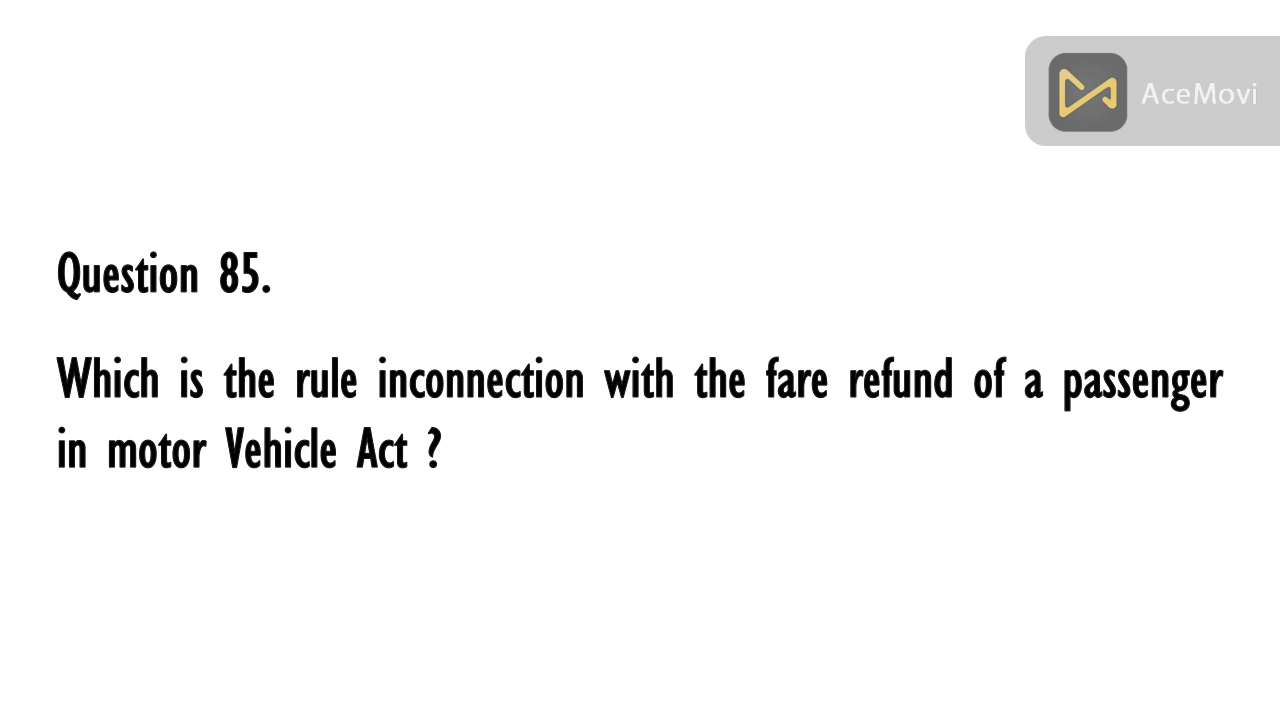 AceMovi
Question 85.
Which is the rule inconnection with the fare refund of a passenger
in motor Vehicle Act ?